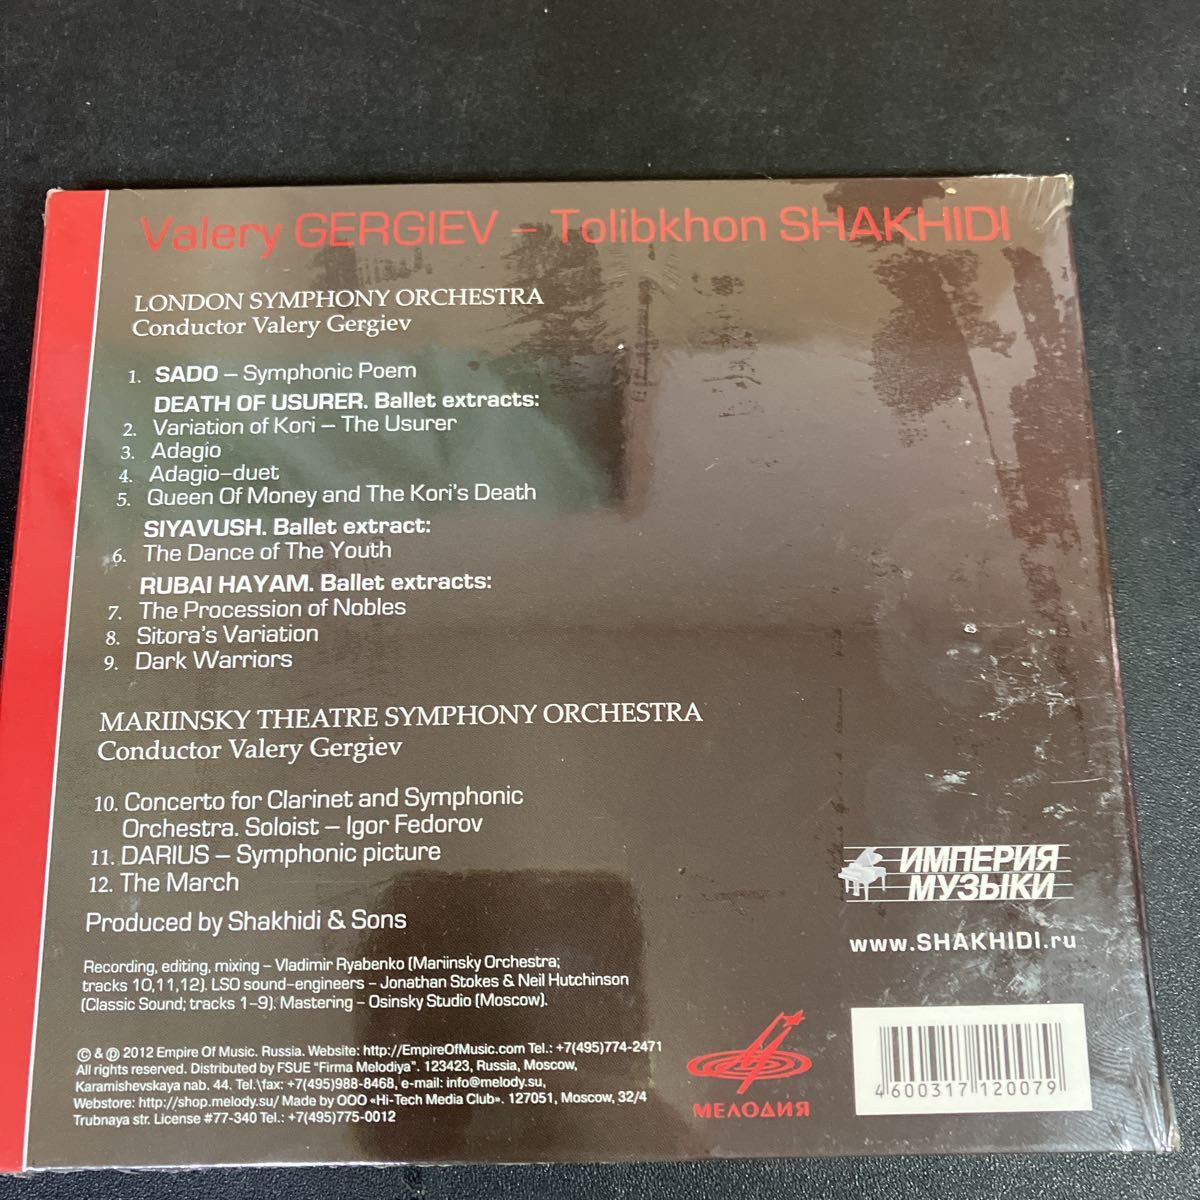 Valery GERGIEV – Tolibkhon SHAKHIDI
LONDON SYMPHONY ORCHESTRA
Conductor Valery Gergiev
1. SADO – Symphonic Poem
DEATH OF USURER. Ballet extracts:
2. Variation of Kori – The Usurer
3. Adagio
4. Adagio-duet
5. Queen Of Money and The Kori's Death
SIYAVUSH. Ballet extract:
6. The Dance of The Youth
RUBAI HAYAM. Ballet extracts:
7. The Procession of Nobles
8. Sitora's Variation
9. Dark Warriors
MARIINSKY THEATRE SYMPHONY ORCHESTRA
Conductor Valery Gergiev
10. Concerto for Clarinet and Symphonic
Orchestra. Soloist – Igor Fedorov
11. DARIUS – Symphonic picture
12. The March
Produced by Shakhidi & Sons
Recording, editing, mixing – Vladimir Ryabenko (Mariinsky Orchestra;
tracks 10,11,12). LSO sound-engineers – Jonathan Stokes & Neil Hutchinson
(Classic Sound; tracks 1-9). Mastering – Osinsky Studio (Moscow).
© & ℗ 2012 Empire Of Music. Russia. Website: http://EmpireOfMusic.com Tel.: +7(495)774-2471
All rights reserved. Distributed by FSUE "Firma Melodiya". 123423, Russia, Moscow,
Karamishevskaya nab. 44. Tel.\fax: +7(495)988-8468, e-mail: info@melody.su,
Webstore: http://shop.melody.su/ Made by OOO «Hi-Tech Media Club». 127051, Moscow, 32/4
Trubnaya str. License #77-340 Tel.: +7(495)775-0012
ИМПЕРИЯ
МУЗЫКИ
www.SHAKHIDI.ru
МЕЛОДИЯ
4600317120079